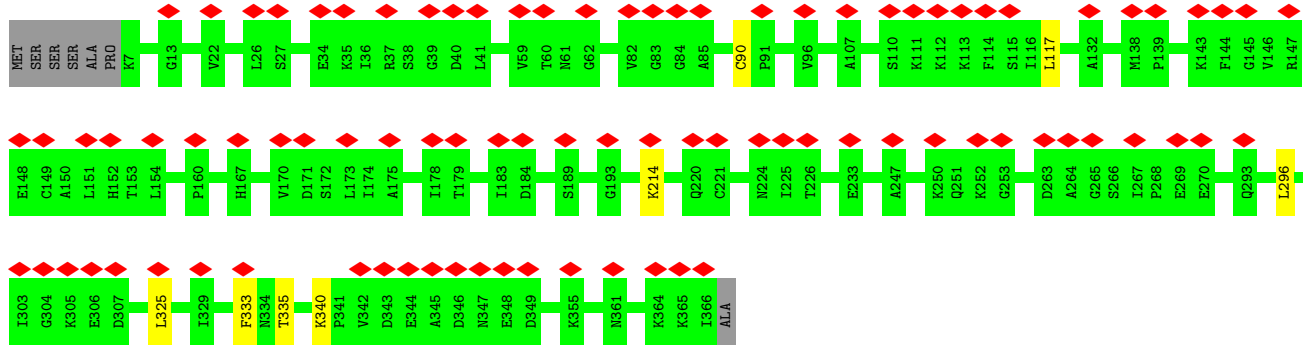 MET SER SER SER ALA PRO K7 G13 V22 L26 S27 E34 K35 I36 R37 S38 G39 D40 L41 V59 T60 N61 G62 V82 G83 G84 A85 C90 P91 V96 A107 S110 K111 K112 K113 F114 S115 I116 L117 A132 M138 P139 K143 F144 G145 V146 R147
E148 C149 A150 L151 H152 T153 L154 P160 H167 V170 D171 S172 L173 I174 A175 I178 T179 I183 D184 S189 G193 K214 Q220 C221 N224 I225 T226 E233 A247 K250 Q251 K252 G253 D263 A264 G265 S266 I267 P268 E269 E270 Q293 L296
I303 G304 K305 E306 D307 L325 I329 F333 N334 T335 K340 P341 V342 D343 E344 A345 D346 N347 E348 D349 K355 N361 K364 K365 I366 ALA